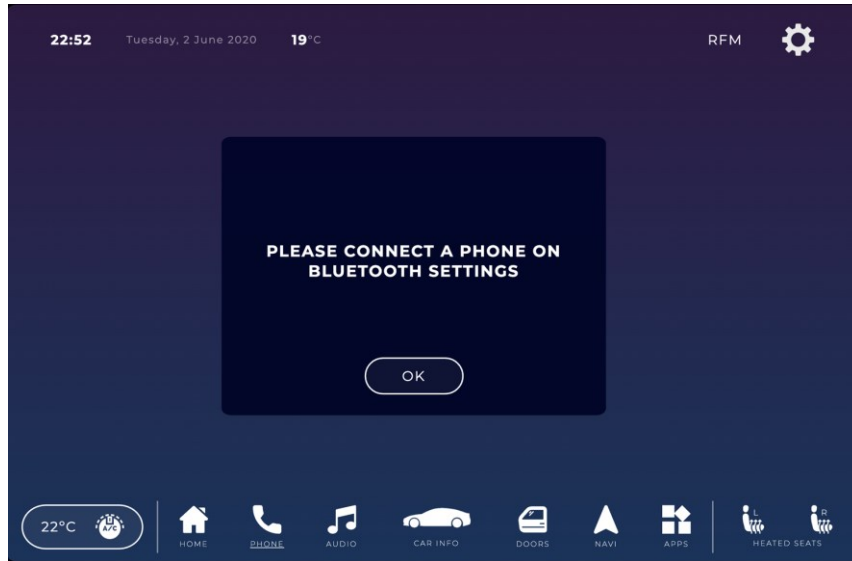 22:52 Tuesday, 2 June 2020 19°C RFM
PLEASE CONNECT A PHONE ON
BLUETOOTH SETTINGS
OK
22°C A/C
HOME PHONE AUDIO CAR INFO DOORS NAVI APPS L R HEATED SEATS